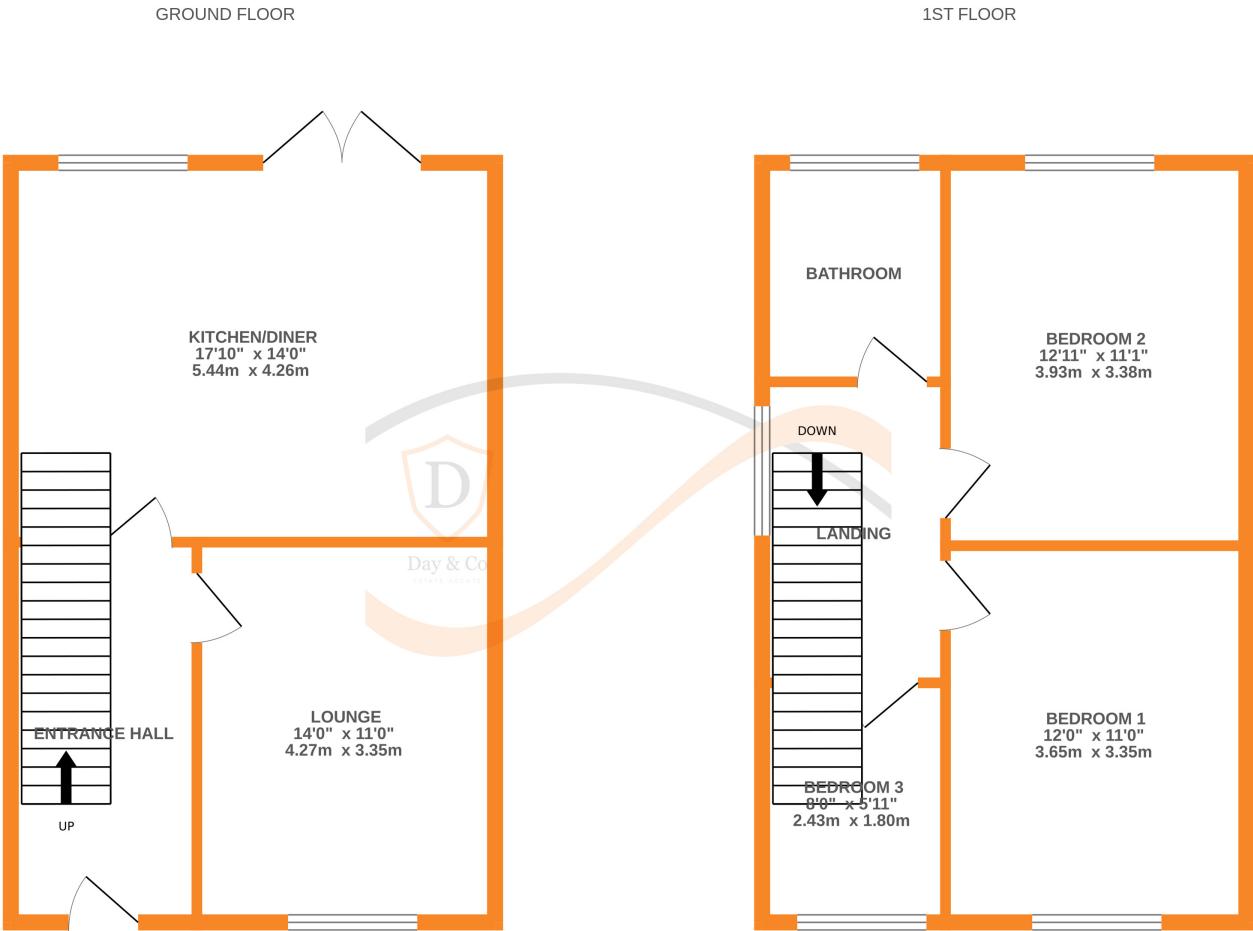 GROUND FLOOR
1ST FLOOR
KITCHEN/DINER
17'10" x 14'0"
5.44m x 4.26m
BATHROOM
BEDROOM 2
12'11" x 11'1"
3.93m x 3.38m
DOWN
LANDING
D
Day & Co
ESTATE AGENTS
ENTRANCE HALL
UP
LOUNGE
14'0" x 11'0"
4.27m x 3.35m
BEDROOM 1
12'0" x 11'0"
3.65m x 3.35m
BEDROOM 3
8'0" x 5'11"
2.43m x 1.80m